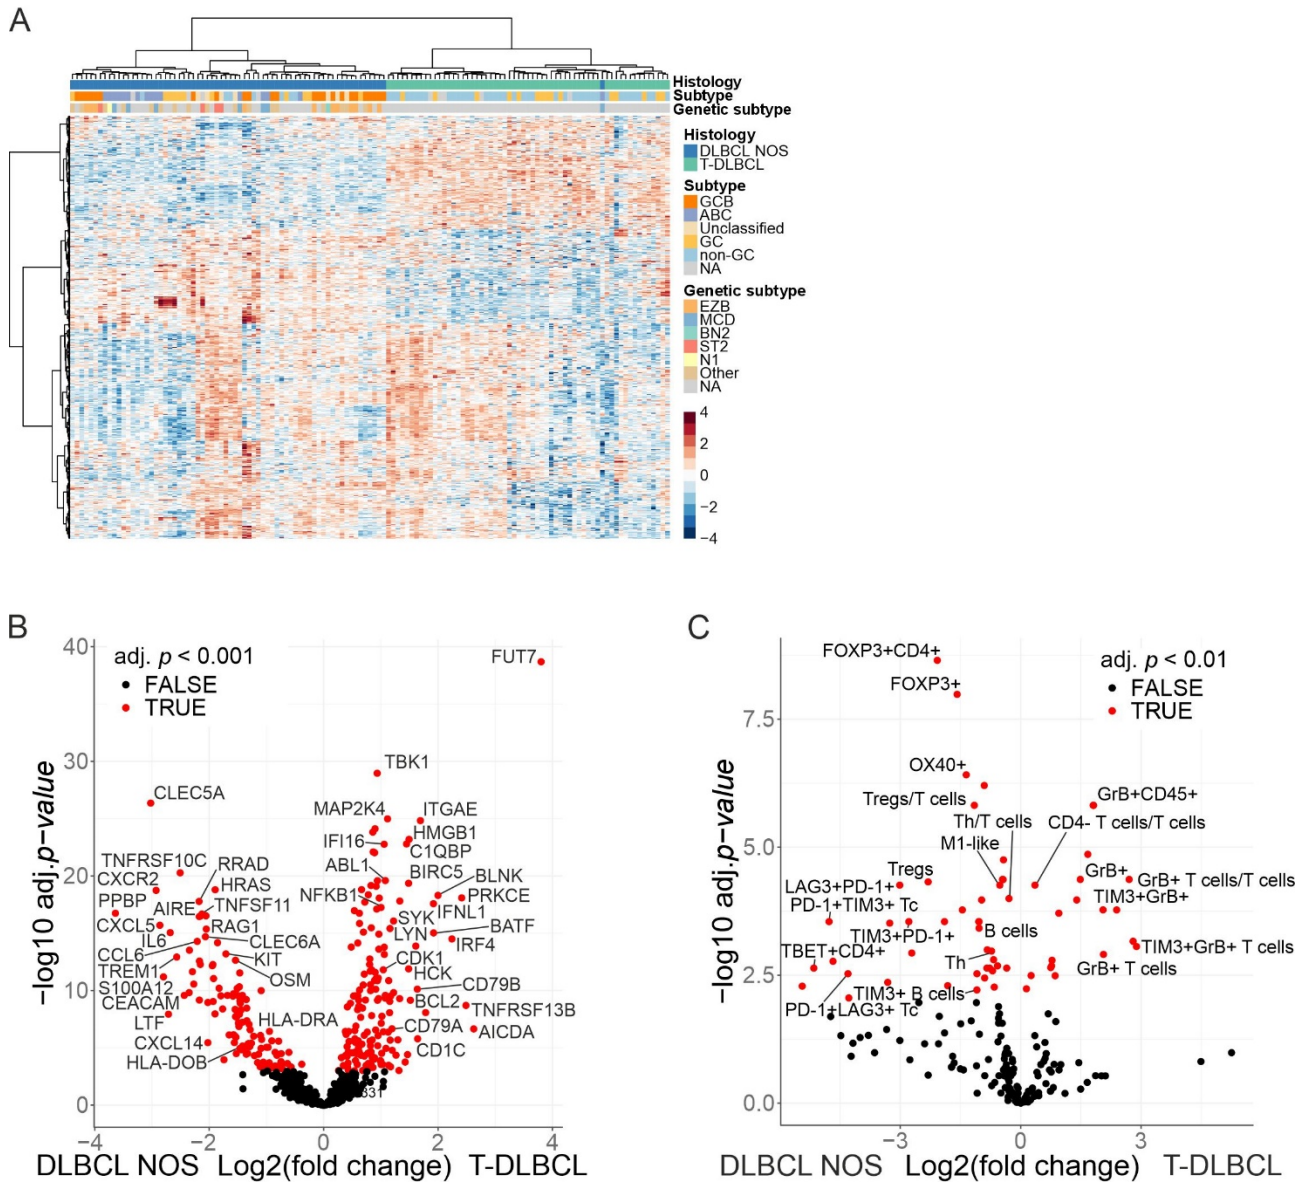 A
Histology
Subtype
Genetic subtype
Histology
DLBCL NOS
T-DLBCL
Subtype
GCB
ABC
Unclassified
GC
non-GC
NA
Genetic subtype
EZB
MCD
BN2
ST2
N1
Other
NA
4
2
0
−2
−4
B
adj. p < 0.001
FALSE
TRUE
−log10 adj.p−value
40
30
20
10
0
FUT7
TBK1
CLEC5A
MAP2K4
ITGAE
IFI16
HMGB1
C1QBP
TNFRSF10C
RRAD
ABL1
BIRC5
BLNK
CXCR2
HRAS
NFKB1
PRKCE
PPBP
AIRE
TNFSF11
IFNL1
CXCL5
RAG1
SYK
BATF
IL6
CLEC6A
LYN
IRF4
CCL6
CDK1
TREM1
OSM
HCK
S100A12
CD79B
CEACAM
BCL2
TNFRSF13B
LTF
HLA-DRA
CD79A
AICDA
CXCL14
CD1C
HLA-DOB
−4
−2
0
2
4
DLBCL NOS Log2(fold change) T-DLBCL
C
adj. p < 0.01
FALSE
TRUE
−log10 adj.p−value
7.5
5.0
2.5
0.0
FOXP3+CD4+
FOXP3+
OX40+
Tregs/T cells
GrB+CD45+
Th/T cells
CD4- T cells/T cells
M1-like
Tregs
GrB+
GrB+ T cells/T cells
LAG3+PD-1+
TIM3+GrB+
PD-1+TIM3+ Tc
TIM3+PD-1+
B cells
TBET+CD4+
Th
TIM3+GrB+ T cells
GrB+ T cells
TIM3+ B cells
PD-1+LAG3+ Tc
−3
0
3
DLBCL NOS Log2(fold change) T-DLBCL